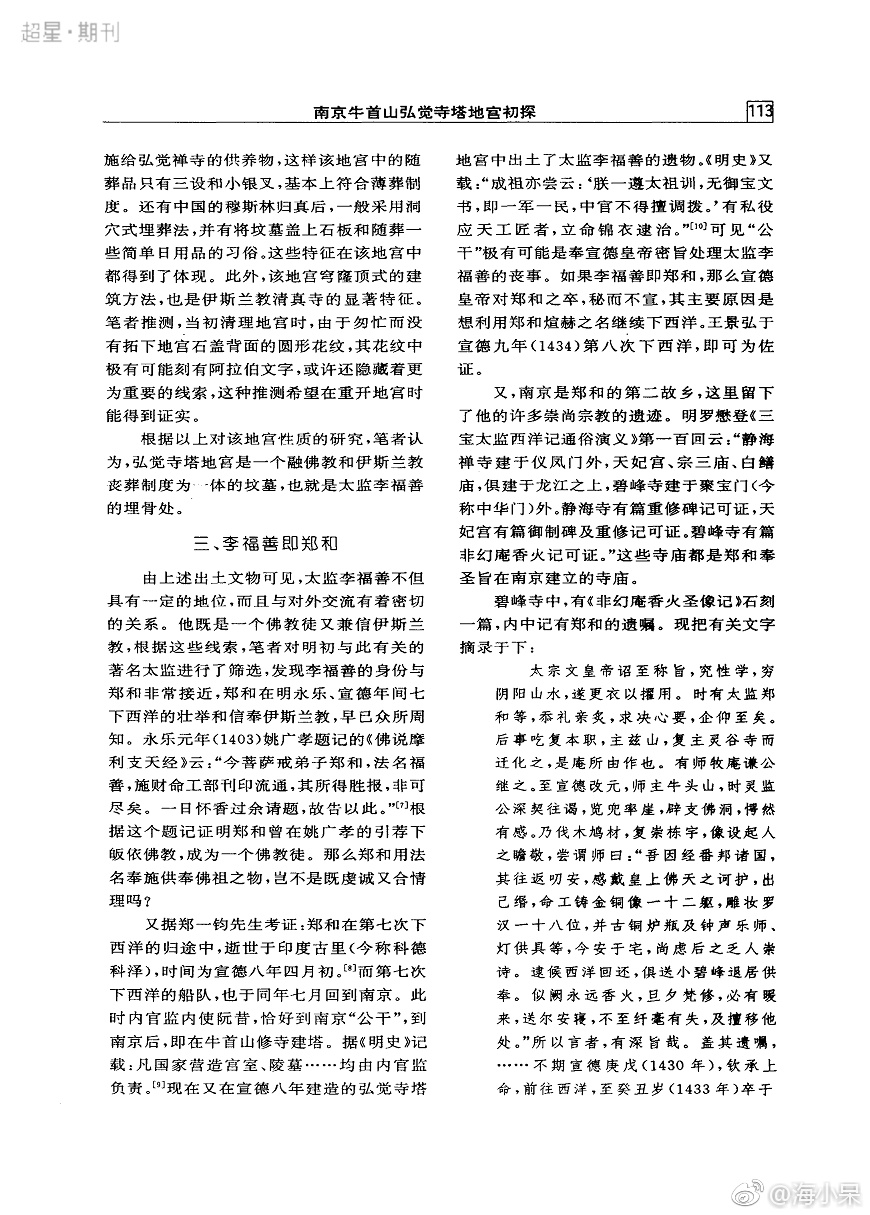 超星·期刊
南京牛首山弘觉寺塔地宫初探
113
施给弘觉禅寺的供养物,这样该地宫中的随
葬品只有三设和小银叉,基本上符合薄葬制
度。还有中国的穆斯林归真后,一般采用洞
穴式埋葬法,并有将坟墓盖上石板和随葬一
些简单日用品的习俗。这些特征在该地宫中
都得到了体现。此外,该地宫穹窿顶式的建
筑方法,也是伊斯兰教清真寺的显著特征。
笔者推测,当初清理地宫时,由于匆忙而没
有拓下地宫石盖背面的圆形花纹,其花纹中
极有可能刻有阿拉伯文字,或许还隐藏着更
为重要的线索,这种推测希望在重开地宫时
能得到证实。
根据以上对该地宫性质的研究,笔者认
为,弘觉寺塔地宫是一个融佛教和伊斯兰教
丧葬制度为一体的坟墓,也就是太监李福善
的埋骨处。
三、李福善即郑和
由上述出土文物可见,太监李福善不但
具有一定的地位,而且与对外交流有着密切
的关系。他既是一个佛教徒又兼信伊斯兰
教,根据这些线索,笔者对明初与此有关的
著名太监进行了筛选,发现李福善的身份与
郑和非常接近,郑和在明永乐、宣德年间七
下西洋的壮举和信奉伊斯兰教,早已众所周
知。永乐元年(1403)姚广孝题记的《佛说摩
利支天经》云:“今菩萨戒弟子郑和,法名福
善,施财命工部刊印流通,其所得胜报,非可
尽矣。一日怀香过余请题,故告以此。”[7]根
据这个题记证明郑和曾在姚广孝的引荐下
皈依佛教,成为一个佛教徒。那么郑和用法
名奉施供奉佛祖之物,岂不是既虔诚又合情
理吗?
又据郑一钧先生考证:郑和在第七次下
西洋的归途中,逝世于印度古里(今称科德
科泽),时间为宣德八年四月初。[8]而第七次
下西洋的船队,也于同年七月回到南京。此
时内官监内使阮昔,恰好到南京“公干”,到
南京后,即在牛首山修寺建塔。据《明史》记
载:凡国家营造宫室、陵墓……均由内官监
负责。[9]现在又在宣德八年建造的弘觉寺塔
地宫中出土了太监李福善的遗物。《明史》又
载:“成祖亦尝云:‘朕一遵太祖训,无御宝文
书,即一军一民,中官不得擅调拨。’有私役
应天工匠者,立命锦衣逮治。”[10]可见“公
干”极有可能是奉宣德皇帝密旨处理太监李
福善的丧事。如果李福善即郑和,那么宣德
皇帝对郑和之卒,秘而不宣,其主要原因是
想利用郑和煊赫之名继续下西洋。王景弘于
宣德九年(1434)第八次下西洋,即可为佐
证。
又,南京是郑和的第二故乡,这里留下
了他的许多崇尚宗教的遗迹。明罗懋登《三
宝太监西洋记通俗演义》第一百回云:“静海
禅寺建于仪凤门外,天妃宫、宗三庙、白鳝
庙,俱建于龙江之上,碧峰寺建于聚宝门(今
称中华门)外。静海寺有篇重修碑记可证,天
妃宫有篇御制碑及重修记可证。碧峰寺有篇
非幻庵香火记可证。”这些寺庙都是郑和奉
圣旨在南京建立的寺庙。
碧峰寺中,有《非幻庵香火圣像记》石刻
一篇,内中记有郑和的遗嘱。现把有关文字
摘录于下:
太宗文皇帝诏至称旨,究性学,穷
阴阳山水,遂更衣以擢用。时有太监郑
和等,忝礼亲炙,求决心要,企仰至矣。
后事吃复本职,主兹山,复主灵谷寺而
迁化之,是庵所由作也。有师牧庵谦公
继之。至宣德改元,师主牛头山,时灵监
公深契往谒,览兜率崖,辟支佛洞,愕然
有感。乃伐木鸠材,复崇栋宇,像设起人
之瞻敬,尝谓师曰:“吾因经番邦诸国,
其往返叨安,感戴皇上佛天之诃护,出
己缗,命工铸金铜像一十二躯,雕妆罗
汉一十八位,并古铜炉瓶及钟声乐师、
灯供具等,今安于宅,尚虑后之乏人崇
诗。逮候西洋回还,俱送小碧峰退居供
奉。似阙永远香火,旦夕梵修,必有暖
来,送尔安寝,不至纤毫有失,及擅移他
处。”所以言者,有深旨哉。盖其遗嘱,
……不期宣德庚戌(1430年),钦承上
命,前往西洋,至癸丑岁(1433年)卒于
@海小呆